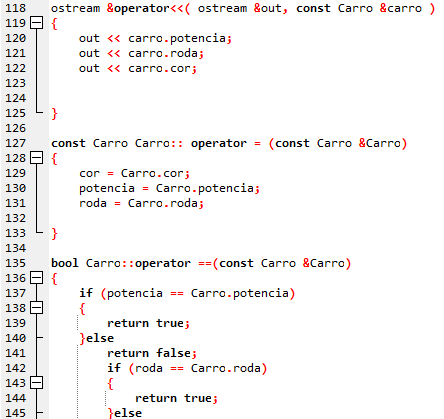 118 ostream &operator<<( ostream &out, const Carro &carro )
119 {
120 out << carro.potencia;
121 out << carro.roda;
122 out << carro.cor;
123
124
125 }
126
127 const Carro Carro:: operator = (const Carro &Carro)
128 {
129 cor = Carro.cor;
130 potencia = Carro.potencia;
131 roda = Carro.roda;
132
133 }
134
135 bool Carro::operator ==(const Carro &Carro)
136 {
137 if (potencia == Carro.potencia)
138 {
139 return true;
140 }else
141 return false;
142 if (roda == Carro.roda)
143 {
144 return true;
145 }else